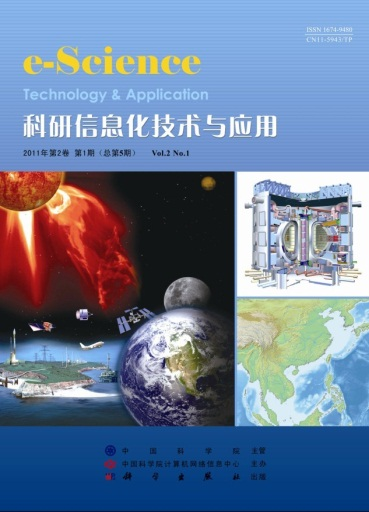 ISSN 1674-9480
CN11-5943/TP
e-Science
Technology & Application
科研信息化技术与应用
2011年第2卷 第1期（总第5期） Vol.2 No.1
中国科学院 主管
中国科学院计算机网络信息中心 主办
科学出版社 出版